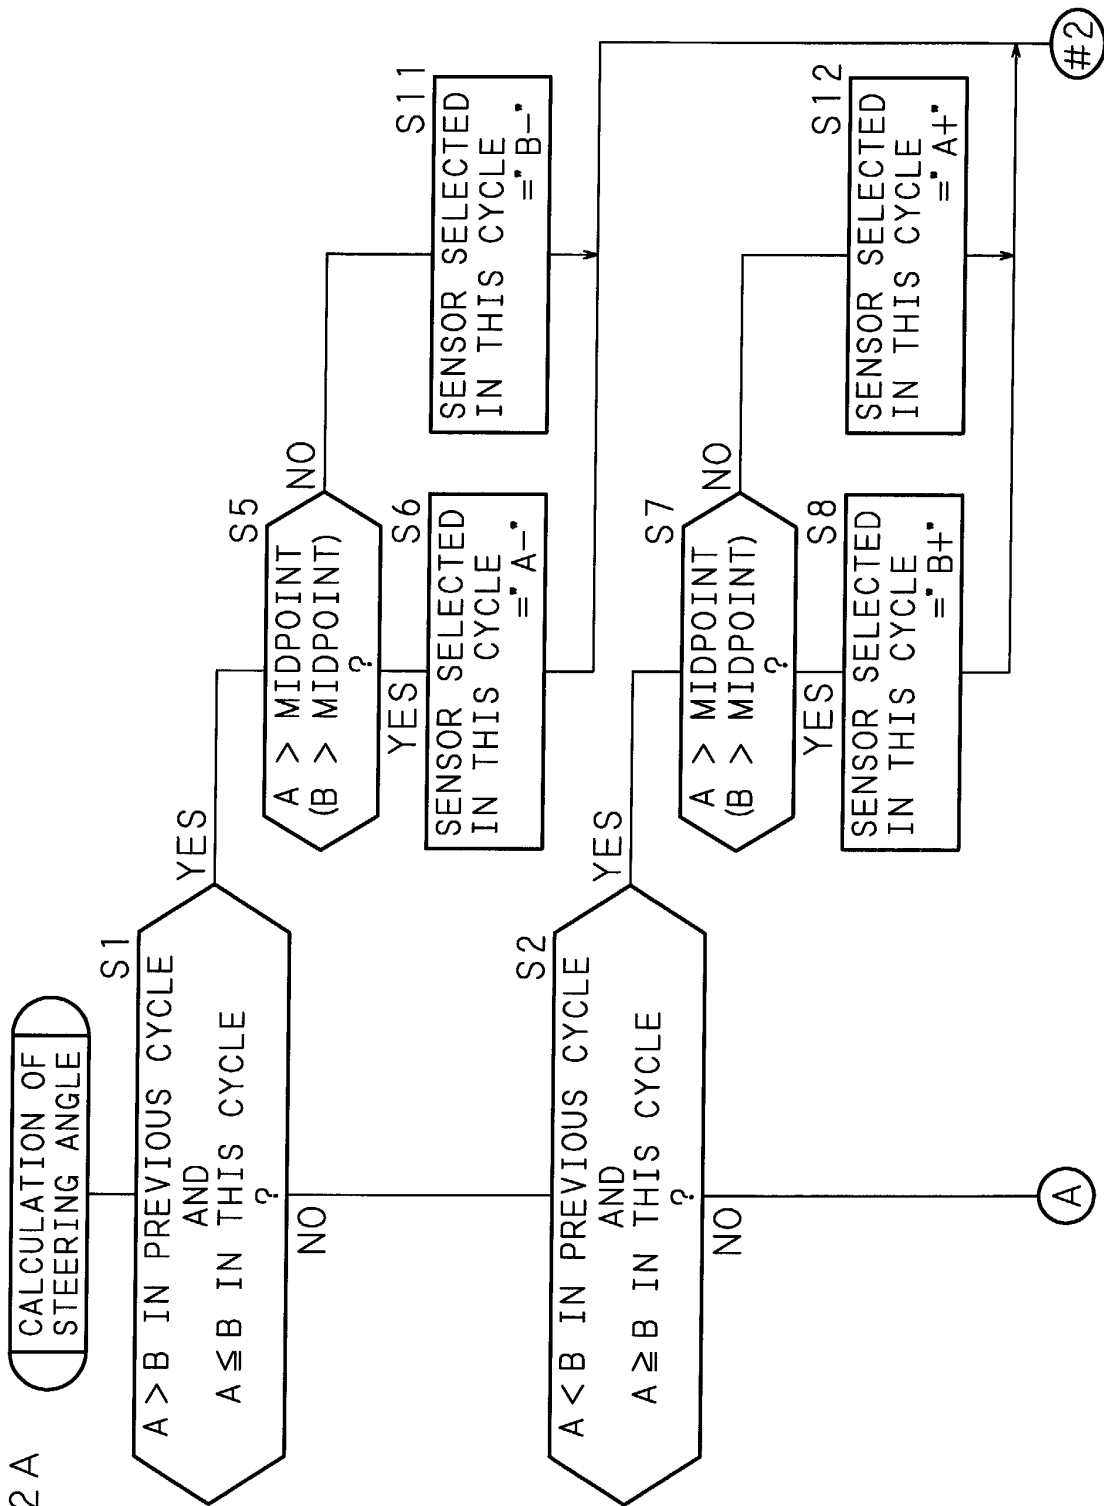 2A
CALCULATION OF
STEERING ANGLE
S1
A > B IN PREVIOUS CYCLE
AND
A ≦ B IN THIS CYCLE
?
YES
NO
S5
A > MIDPOINT
(B > MIDPOINT)
?
NO
YES
S6
SENSOR SELECTED
IN THIS CYCLE
="A-"
S11
SENSOR SELECTED
IN THIS CYCLE
="B-"
S2
A < B IN PREVIOUS CYCLE
AND
A ≧ B IN THIS CYCLE
?
YES
NO
S7
A > MIDPOINT
(B > MIDPOINT)
?
NO
YES
S8
SENSOR SELECTED
IN THIS CYCLE
="B+"
S12
SENSOR SELECTED
IN THIS CYCLE
="A+"
A
#2